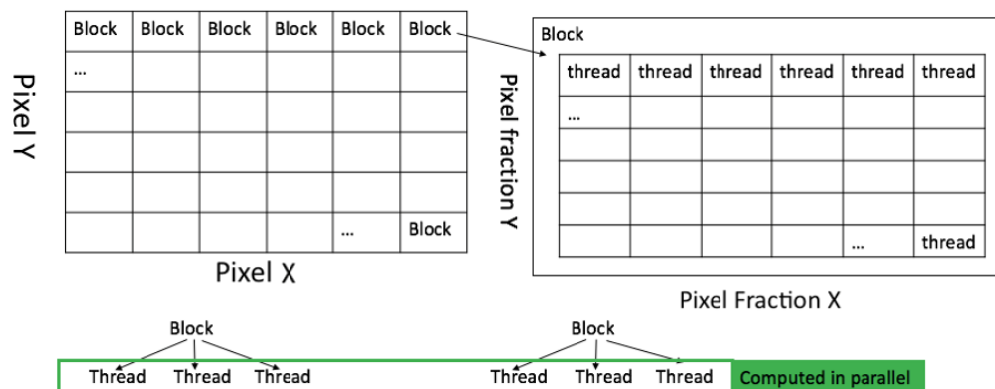 Block Block Block Block Block Block
...
... Block
Pixel Y
Pixel X
Block
thread thread thread thread thread thread
...
... thread
Pixel fraction Y
Pixel Fraction X
Block Block
Thread Thread Thread Thread Thread Thread Computed in parallel